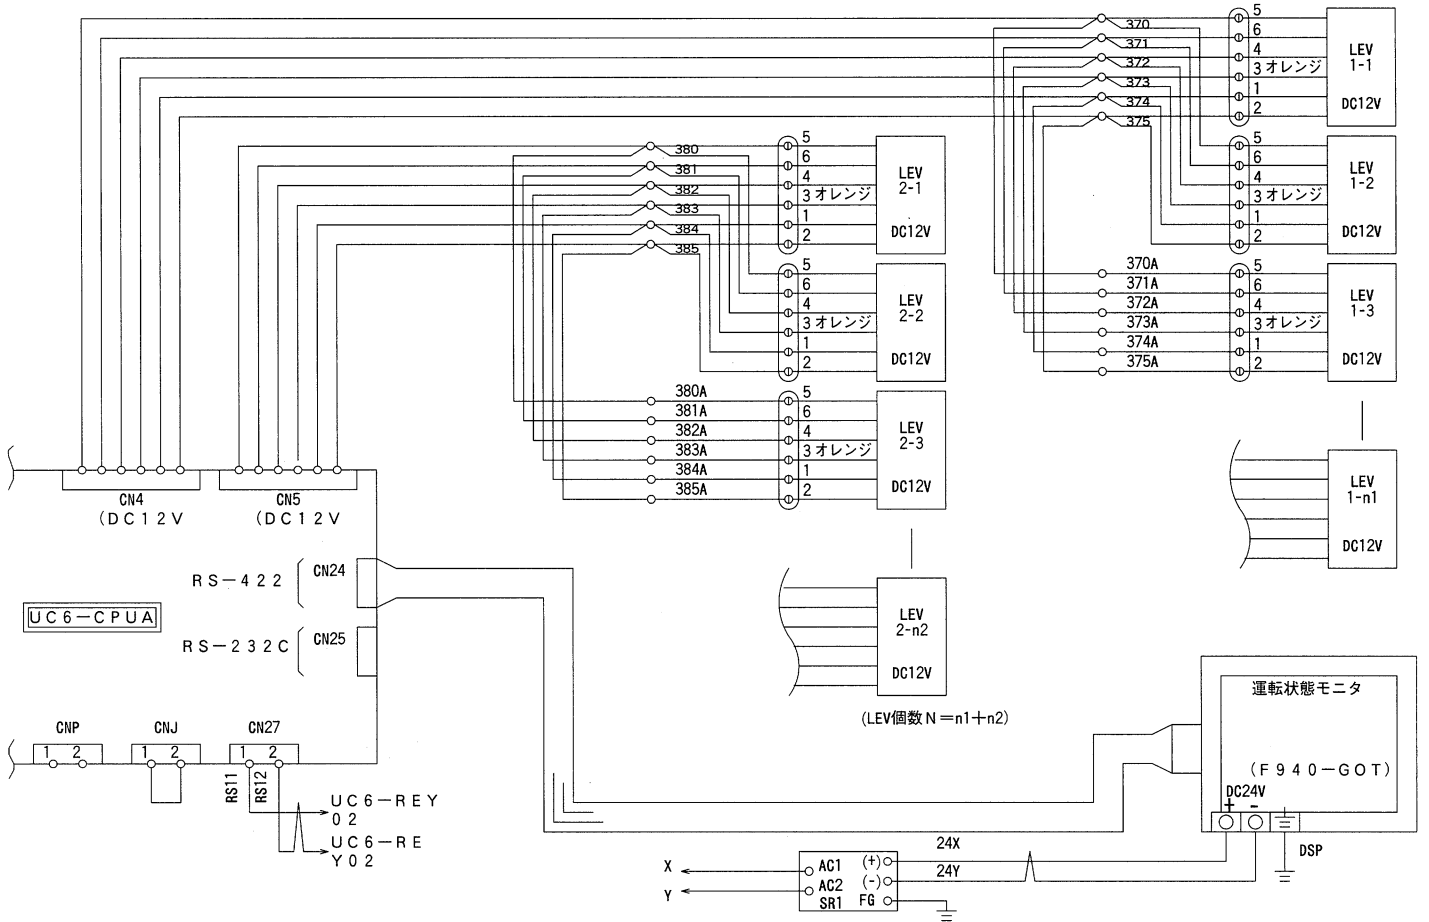 370
371
372
373
374
375
5
6
4
3 オレンジ
1
2
LEV
1-1
DC12V
5
6
4
3 オレンジ
1
2
LEV
1-2
DC12V
370A
371A
372A
373A
374A
375A
5
6
4
3 オレンジ
1
2
LEV
1-3
DC12V
LEV
1-n1
DC12V
380
381
382
383
384
385
5
6
4
3 オレンジ
1
2
LEV
2-1
DC12V
5
6
4
3 オレンジ
1
2
LEV
2-2
DC12V
380A
381A
382A
383A
384A
385A
5
6
4
3 オレンジ
1
2
LEV
2-3
DC12V
LEV
2-n2
DC12V
(LEV個数N=n1+n2)
CN4
(DC12V
CN5
(DC12V
RS-422
CN24
UC6-CPUA
RS-232C
CN25
CNP
1 2
CNJ
1 2
CN27
1 2
RS11
RS12
UC6-REY
02
UC6-RE
Y02
運転状態モニタ
(F940-GOT)
DC24V
+ -
DSP
24X
24Y
X
Y
AC1 (+)
AC2 (-)
SR1 FG